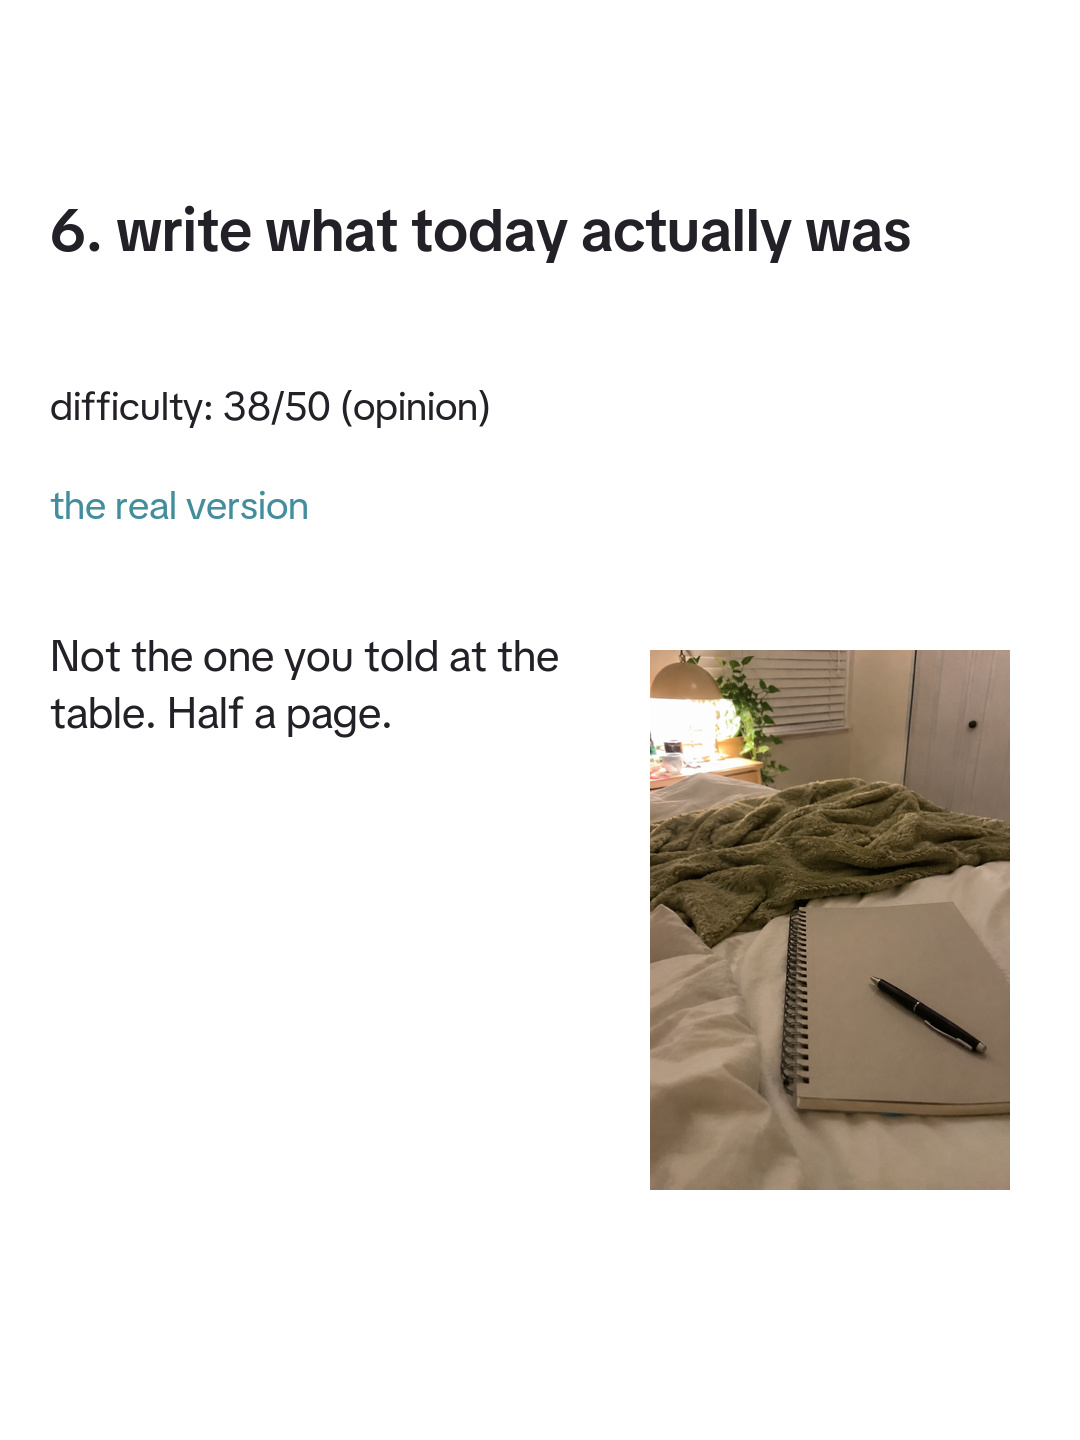 6. write what today actually was
difficulty: 38/50 (opinion)
the real version
Not the one you told at the
table. Half a page.